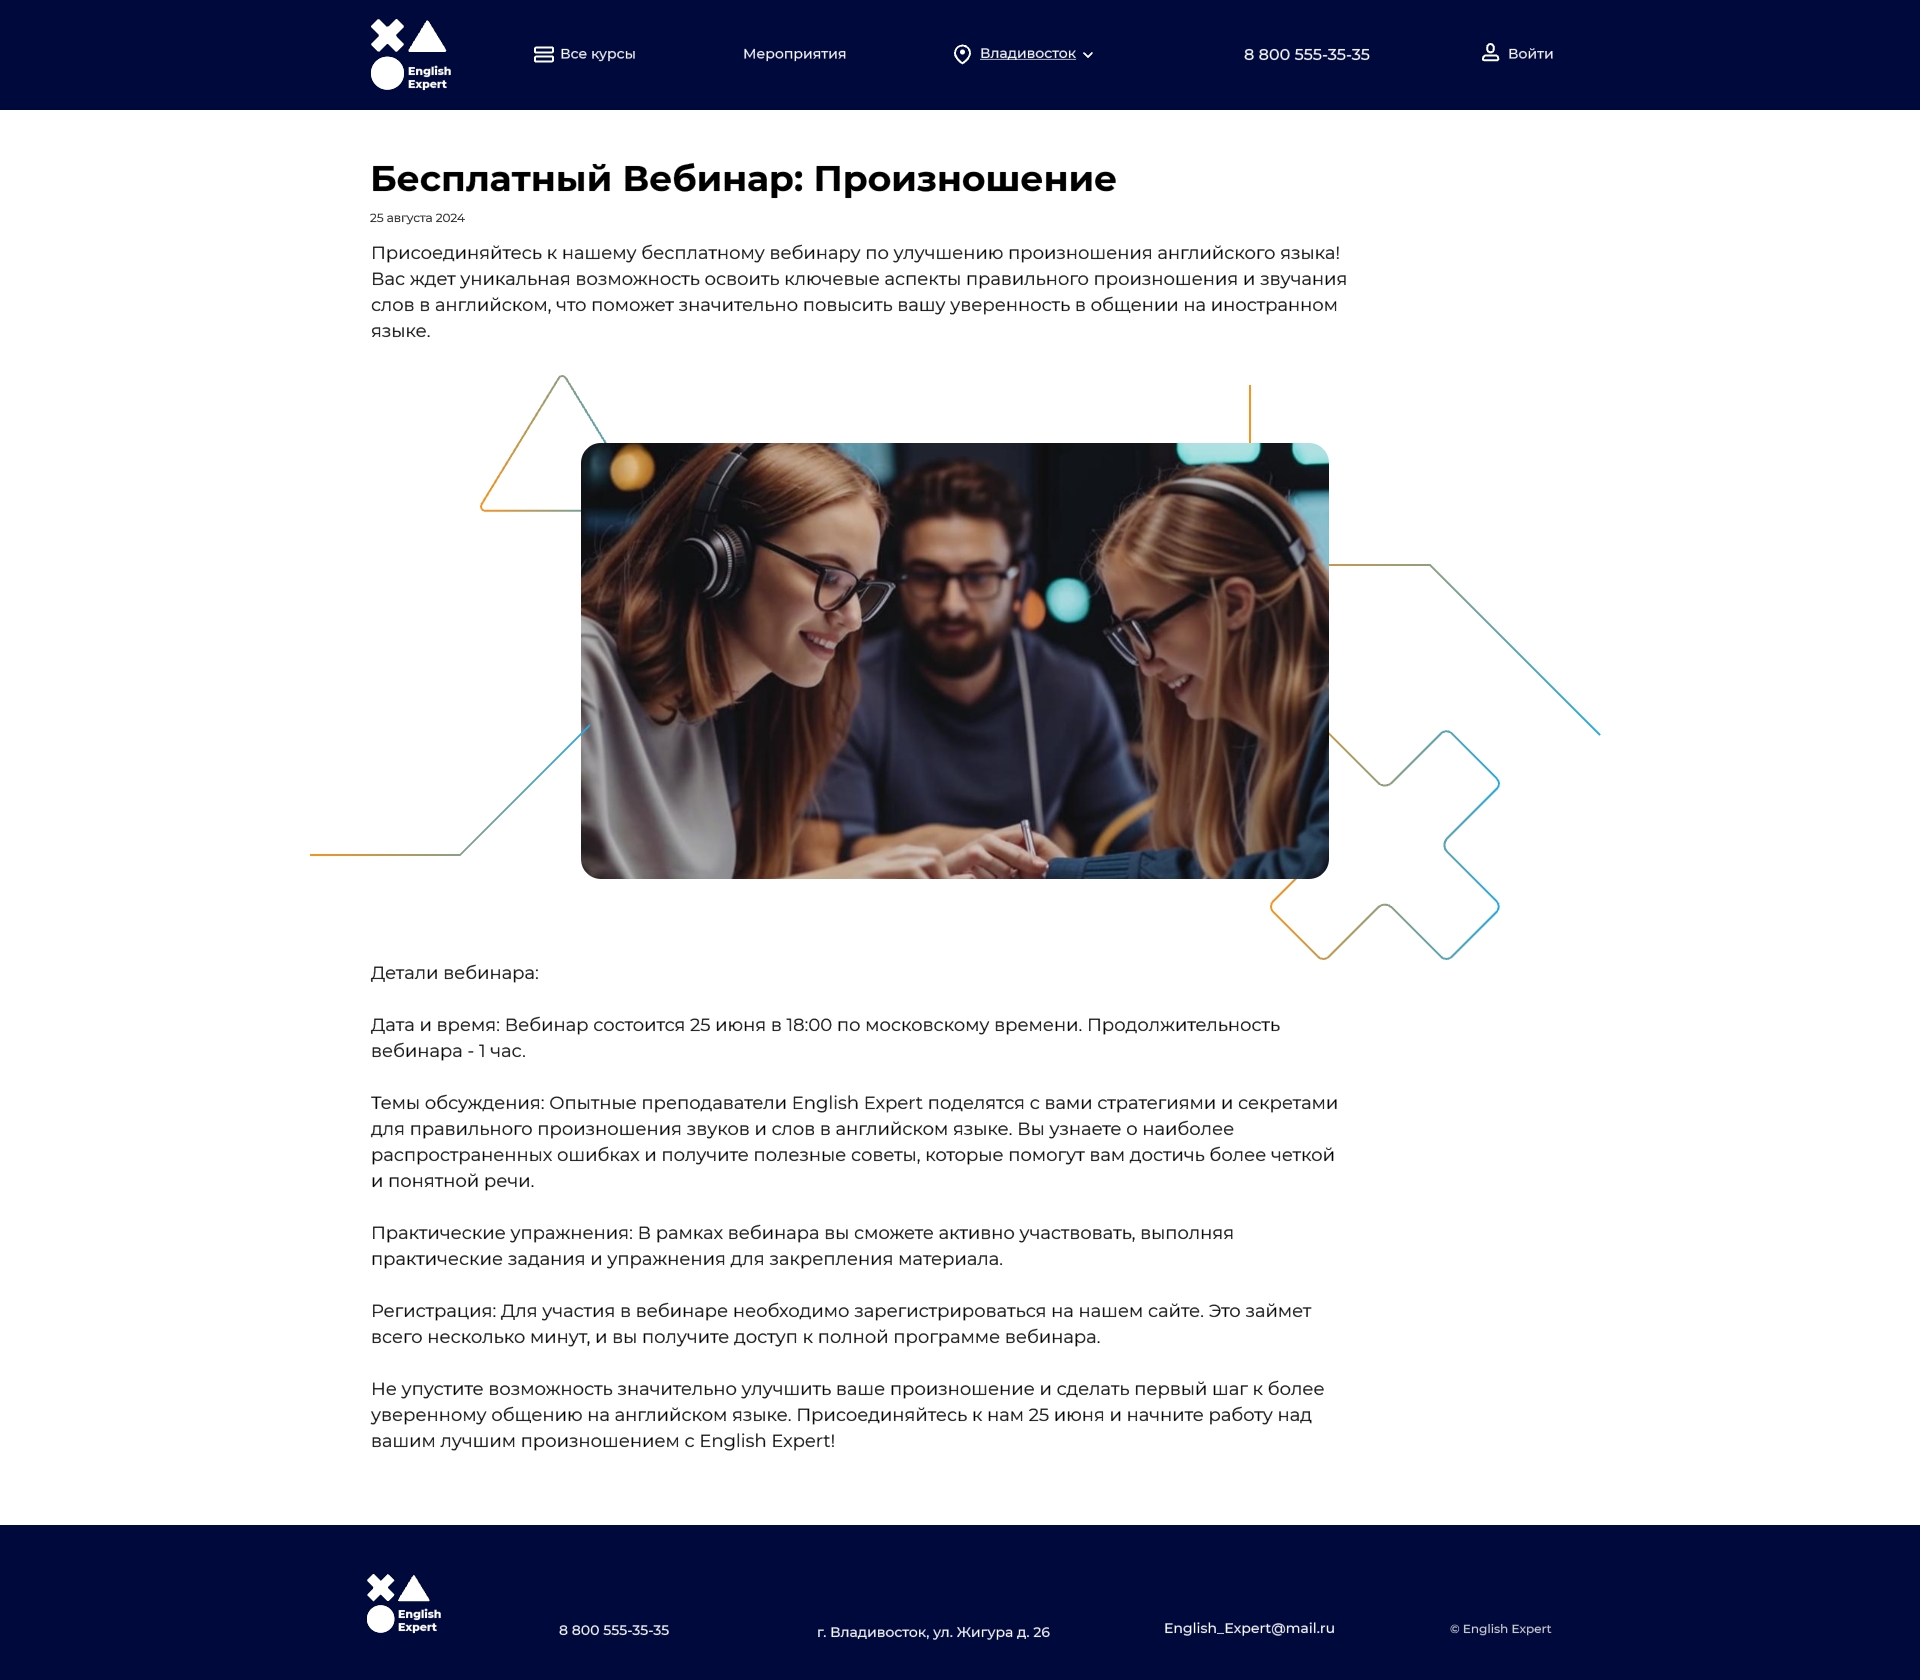 English
Expert
Все курсы
Мероприятия
Владивосток
8 800 555-35-35
Войти
Бесплатный Вебинар: Произношение
25 августа 2024
Присоединяйтесь к нашему бесплатному вебинару по улучшению произношения английского языка!
Вас ждет уникальная возможность освоить ключевые аспекты правильного произношения и звучания
слов в английском, что поможет значительно повысить вашу уверенность в общении на иностранном
языке.
Детали вебинара:
Дата и время: Вебинар состоится 25 июня в 18:00 по московскому времени. Продолжительность
вебинара - 1 час.
Темы обсуждения: Опытные преподаватели English Expert поделятся с вами стратегиями и секретами
для правильного произношения звуков и слов в английском языке. Вы узнаете о наиболее
распространенных ошибках и получите полезные советы, которые помогут вам достичь более четкой
и понятной речи.
Практические упражнения: В рамках вебинара вы сможете активно участвовать, выполняя
практические задания и упражнения для закрепления материала.
Регистрация: Для участия в вебинаре необходимо зарегистрироваться на нашем сайте. Это займет
всего несколько минут, и вы получите доступ к полной программе вебинара.
Не упустите возможность значительно улучшить ваше произношение и сделать первый шаг к более
уверенному общению на английском языке. Присоединяйтесь к нам 25 июня и начните работу над
вашим лучшим произношением с English Expert!
English
Expert
8 800 555-35-35
г. Владивосток, ул. Жигура д. 26
English_Expert@mail.ru
© English Expert